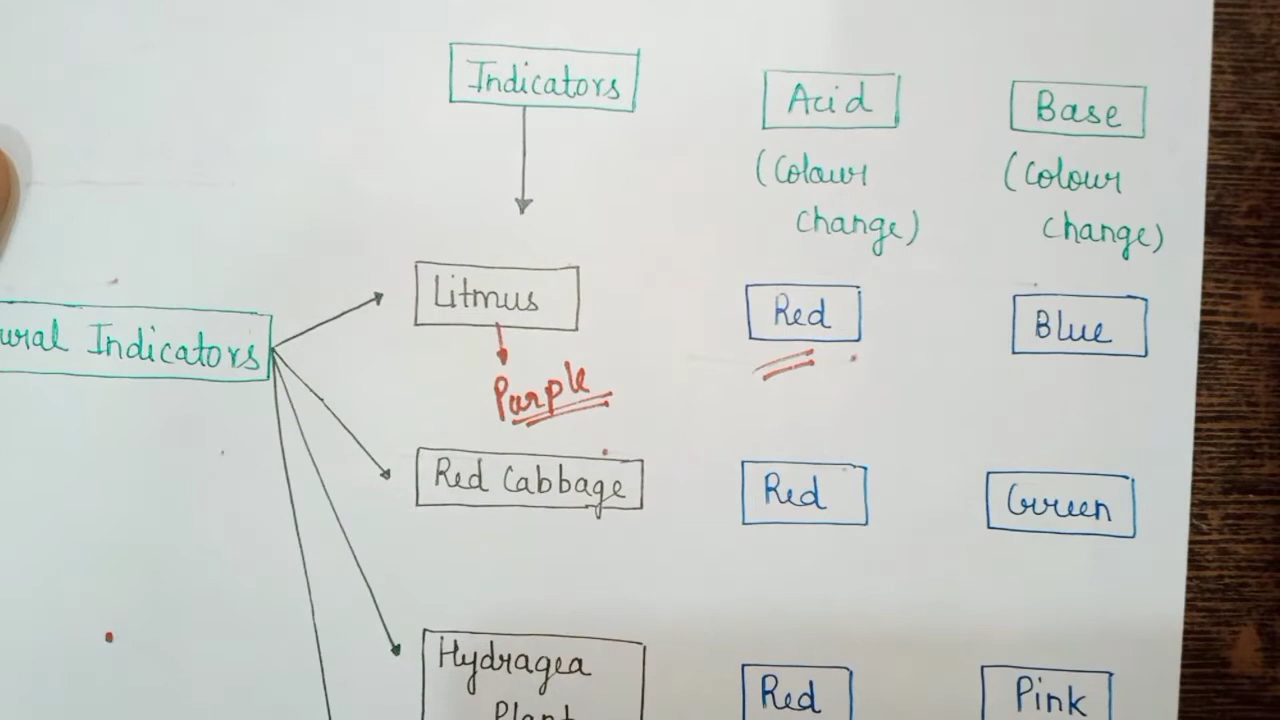 Indicators
Acid
Base
(Colour
change)
(Colour
change)
ural Indicators
Litmus
Red
Blue
Purple
Red Cabbage
Red
Green
Hydragea
Plant
Red
Pink